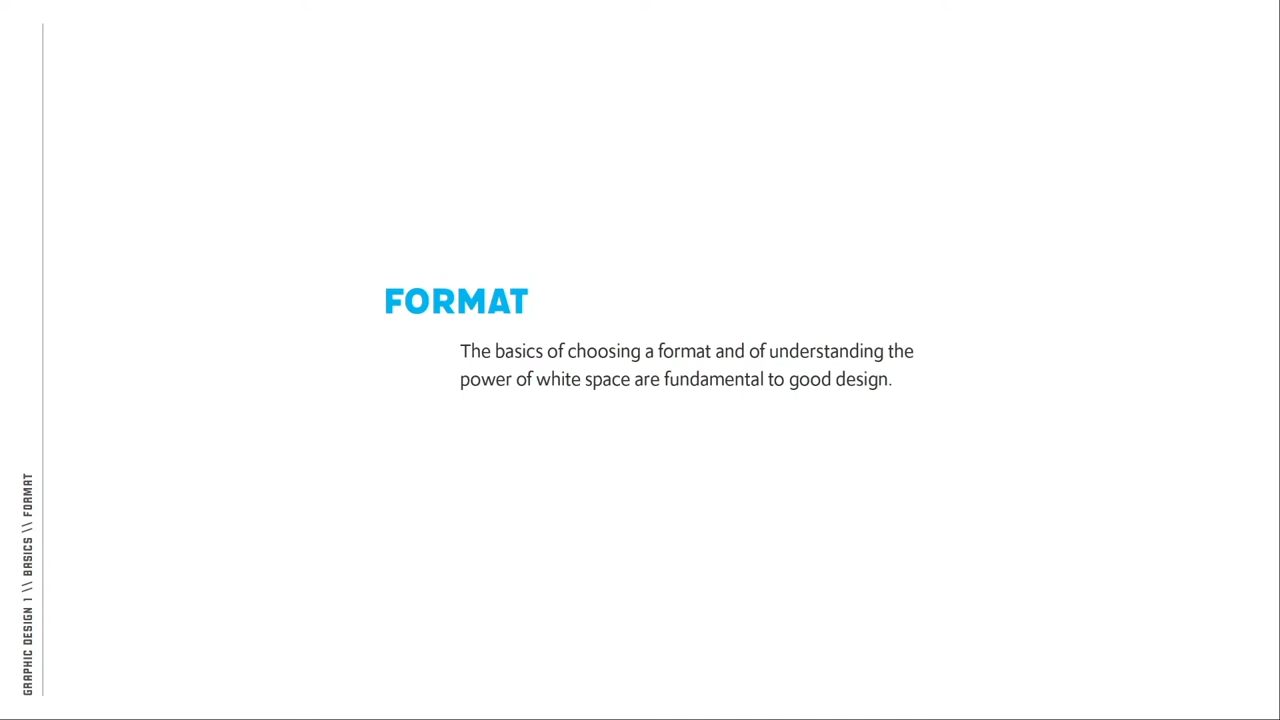 FORMAT
The basics of choosing a format and of understanding the
power of white space are fundamental to good design.
GRAPHIC DESIGN 1 \\ BASICS \\ FORMAT